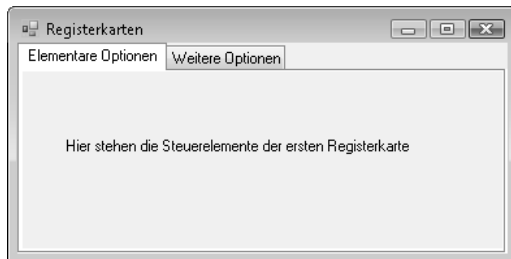 Registerkarten
Elementare Optionen Weitere Optionen
Hier stehen die Steuerelemente der ersten Registerkarte